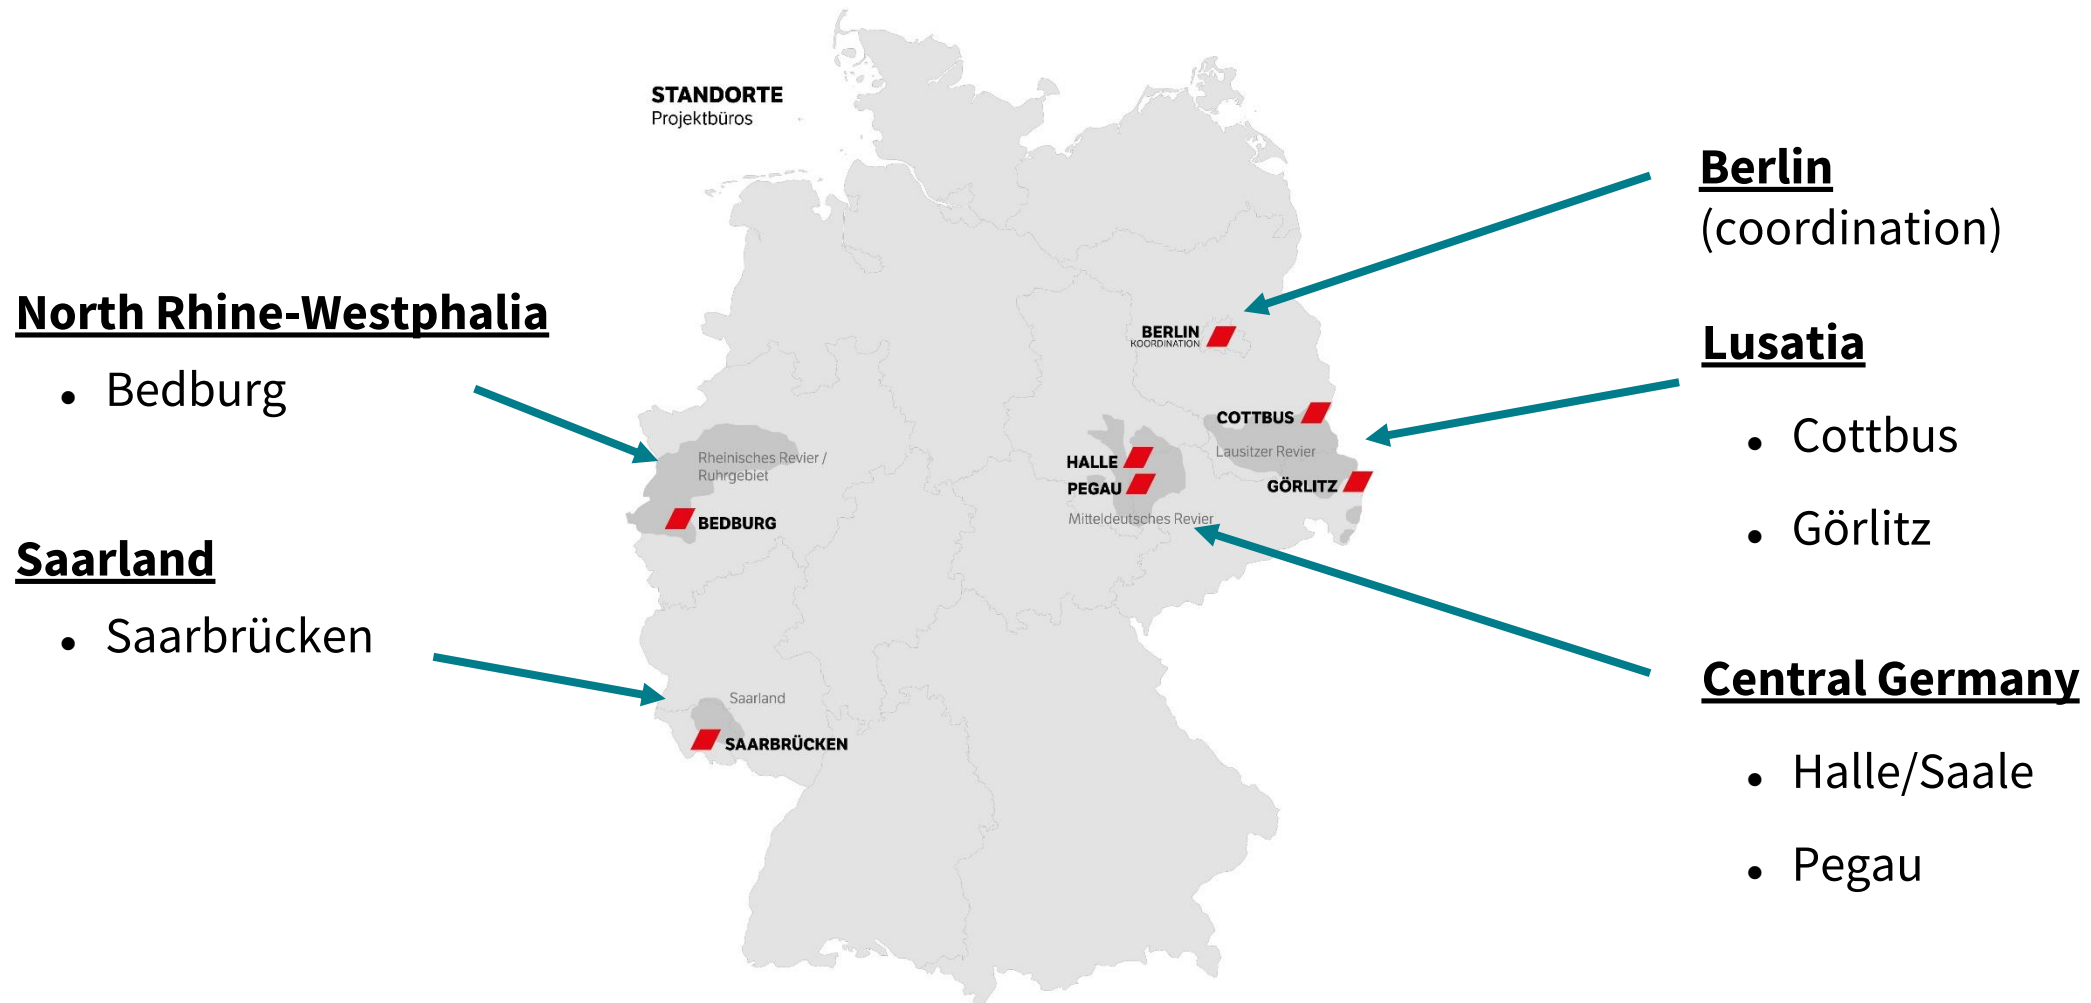 STANDORTE
Projektbüros
North Rhine-Westphalia
• Bedburg
Saarland
• Saarbrücken
BERLIN
KOORDINATION
COTTBUS
Lausitzer Revier
GÖRLITZ
HALLE
PEGAU
Mitteldeutsches Revier
Rheinisches Revier /
Ruhrgebiet
BEDBURG
Saarland
SAARBRÜCKEN
Berlin
(coordination)
Lusatia
• Cottbus
• Görlitz
Central Germany
• Halle/Saale
• Pegau